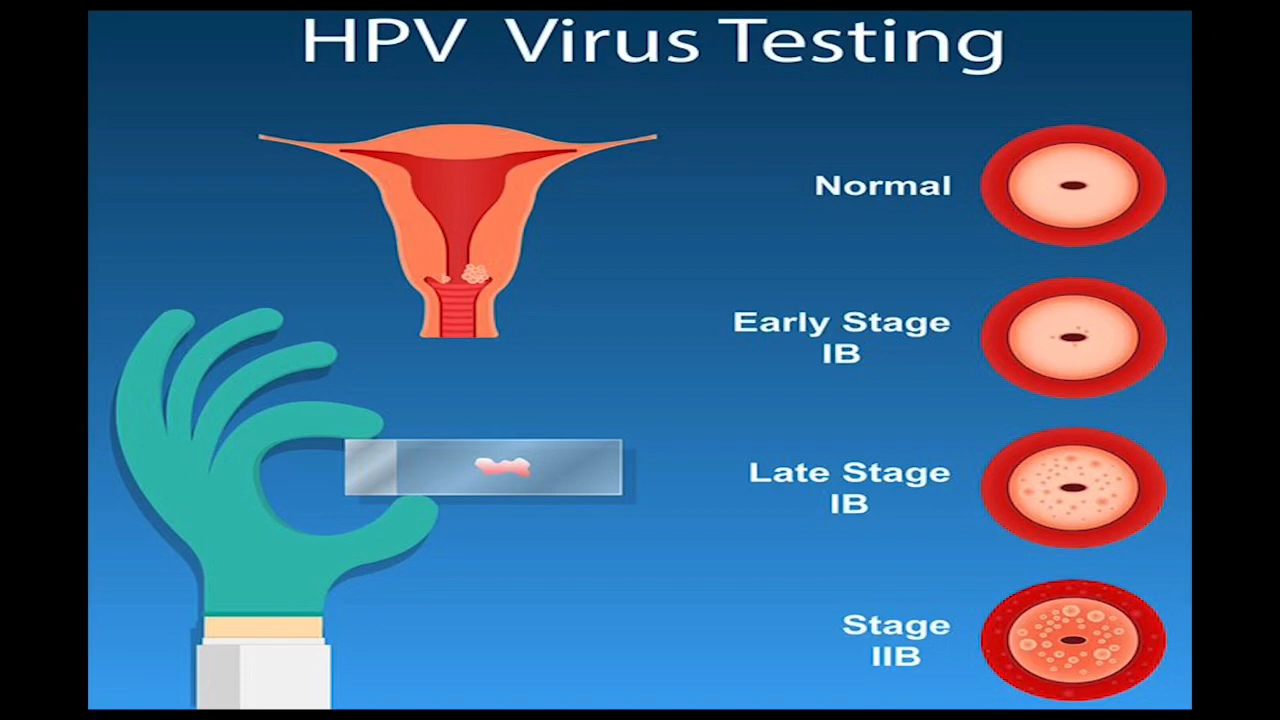 HPV Virus Testing
Normal
Early Stage
IB
Late Stage
IB
Stage
IIB